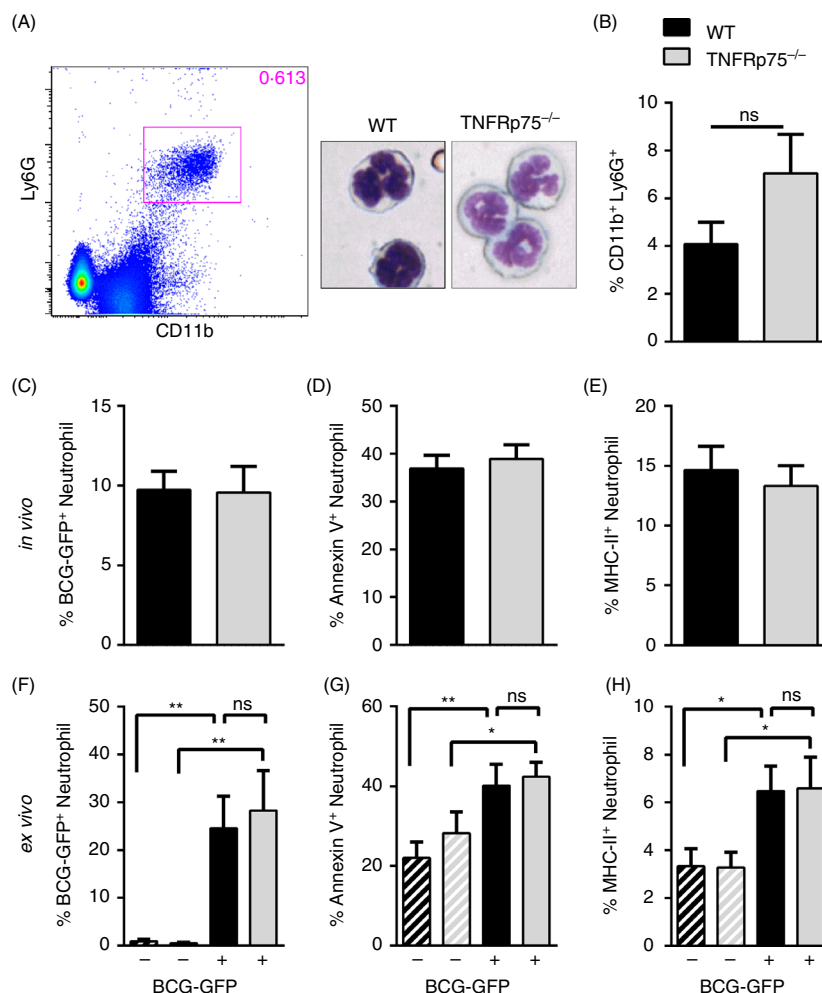 (A)
0·613
Ly6G
CD11b
WT
TNFRp75–/–
(B)
WT
TNFRp75–/–
% CD11b+ Ly6G+
10
8
6
4
2
0
ns
in vivo
(C)
% BCG-GFP+ Neutrophil
15
10
5
0
(D)
% Annexin V+ Neutrophil
50
40
30
20
10
0
(E)
% MHC-II+ Neutrophil
20
15
10
5
0
ex vivo
(F)
% BCG-GFP+ Neutrophil
50
40
30
20
10
0
** ns
**
– – + +
BCG-GFP
(G)
% Annexin V+ Neutrophil
60
40
20
0
** ns
*
– – + +
BCG-GFP
(H)
% MHC-II+ Neutrophil
10
8
6
4
2
0
* ns
*
– – + +
BCG-GFP